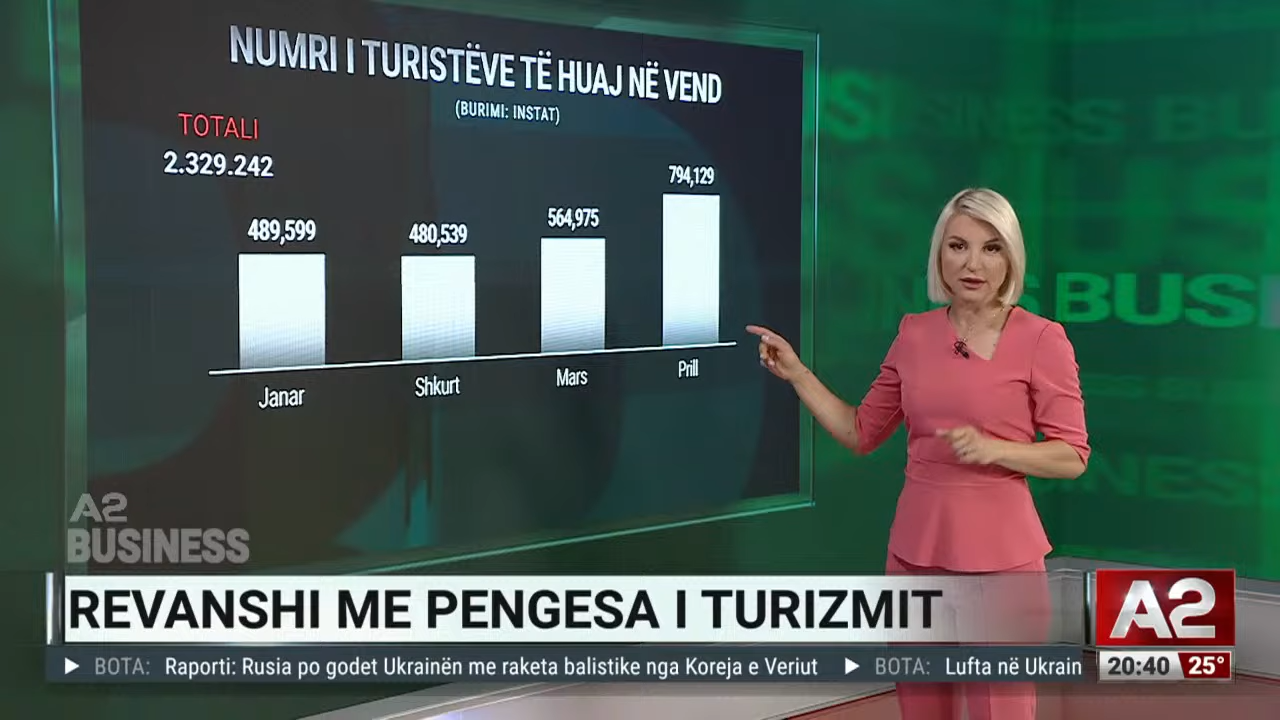 NUMRI I TURISTËVE TË HUAJ NË VEND
(BURIMI: INSTAT)
TOTALI
2.329.242
489,599
480,539
564,975
794,129
Janar
Shkurt
Mars
Prill
BUSINESS
BUSI
A2
BUSINESS
REVANSHI ME PENGESA I TURIZMIT
A2
BOTA: Raporti: Rusia po godet Ukrainën me raketa balistike nga Koreja e Veriut
BOTA: Lufta në Ukrain
20:40 25°